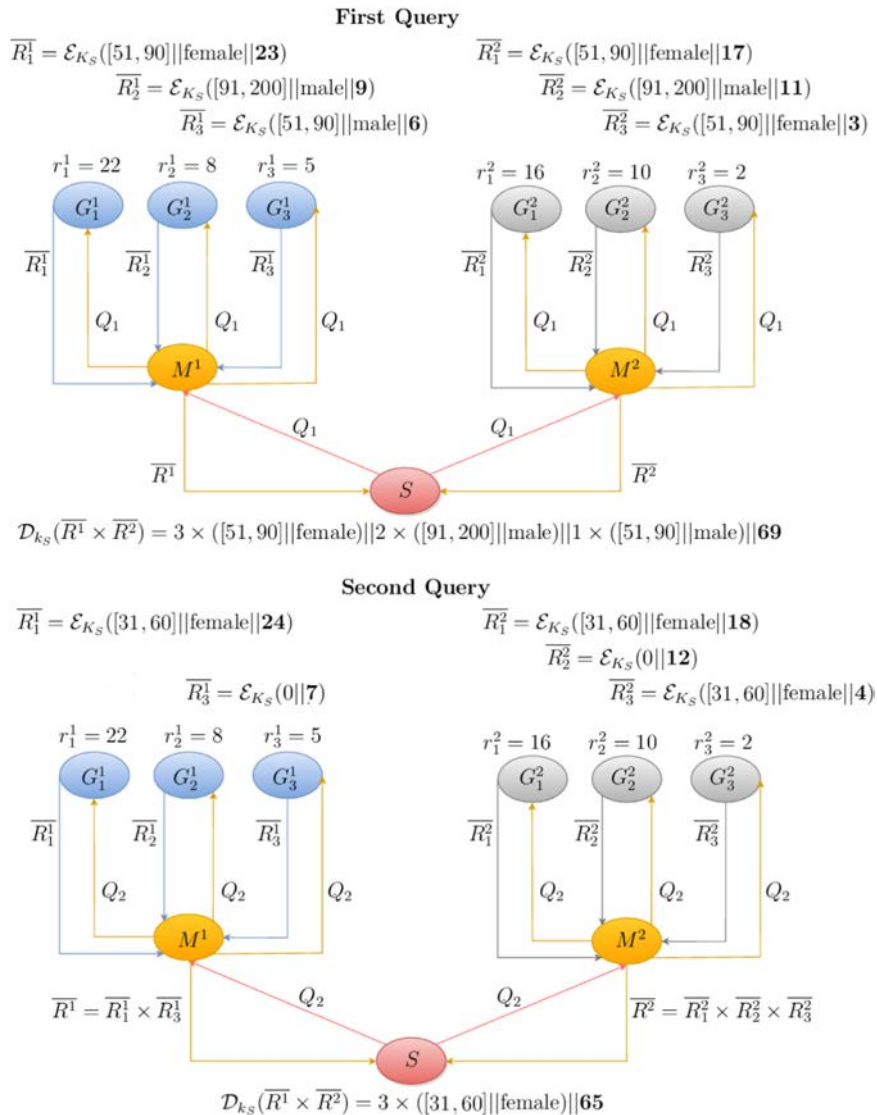 First Query
$\overline{R_1^1} = \mathcal{E}_{K_S}([51, 90]||\text{female}||\mathbf{23})$
$\overline{R_1^2} = \mathcal{E}_{K_S}([51, 90]||\text{female}||\mathbf{17})$
$\overline{R_2^1} = \mathcal{E}_{K_S}([91, 200]||\text{male}||\mathbf{9})$
$\overline{R_2^2} = \mathcal{E}_{K_S}([91, 200]||\text{male}||\mathbf{11})$
$\overline{R_3^1} = \mathcal{E}_{K_S}([51, 90]||\text{male}||\mathbf{6})$
$\overline{R_3^2} = \mathcal{E}_{K_S}([51, 90]||\text{female}||\mathbf{3})$
$r_1^1 = 22$ $r_2^1 = 8$ $r_3^1 = 5$
$r_1^2 = 16$ $r_2^2 = 10$ $r_3^2 = 2$
$G_1^1$ $G_2^1$ $G_3^1$
$G_1^2$ $G_2^2$ $G_3^2$
$\overline{R_1^1}$ $\overline{R_2^1}$ $\overline{R_3^1}$
$\overline{R_1^2}$ $\overline{R_2^2}$ $\overline{R_3^2}$
$Q_1$ $Q_1$ $Q_1$
$Q_1$ $Q_1$ $Q_1$
$M^1$
$M^2$
$Q_1$ $Q_1$
$\overline{R^1}$
$\overline{R^2}$
$S$
$\mathcal{D}_{k_S}(\overline{R^1} \times \overline{R^2}) = 3 \times ([51, 90]||\text{female})||2 \times ([91, 200]||\text{male})||1 \times ([51, 90]||\text{male})||\mathbf{69}$
Second Query
$\overline{R_1^1} = \mathcal{E}_{K_S}([31, 60]||\text{female}||\mathbf{24})$
$\overline{R_1^2} = \mathcal{E}_{K_S}([31, 60]||\text{female}||\mathbf{18})$
$\overline{R_2^2} = \mathcal{E}_{K_S}(0||\mathbf{12})$
$\overline{R_3^1} = \mathcal{E}_{K_S}(0||\mathbf{7})$
$\overline{R_3^2} = \mathcal{E}_{K_S}([31, 60]||\text{female}||\mathbf{4})$
$r_1^1 = 22$ $r_2^1 = 8$ $r_3^1 = 5$
$r_1^2 = 16$ $r_2^2 = 10$ $r_3^2 = 2$
$G_1^1$ $G_2^1$ $G_3^1$
$G_1^2$ $G_2^2$ $G_3^2$
$\overline{R_1^1}$ $\overline{R_2^1}$ $\overline{R_3^1}$
$\overline{R_1^2}$ $\overline{R_2^2}$ $\overline{R_3^2}$
$Q_2$ $Q_2$ $Q_2$
$Q_2$ $Q_2$ $Q_2$
$M^1$
$M^2$
$Q_2$ $Q_2$
$\overline{R^1} = \overline{R_1^1} \times \overline{R_3^1}$
$\overline{R^2} = \overline{R_1^2} \times \overline{R_2^2} \times \overline{R_3^2}$
$S$
$\mathcal{D}_{k_S}(\overline{R^1} \times \overline{R^2}) = 3 \times ([31, 60]||\text{female})||\mathbf{65}$